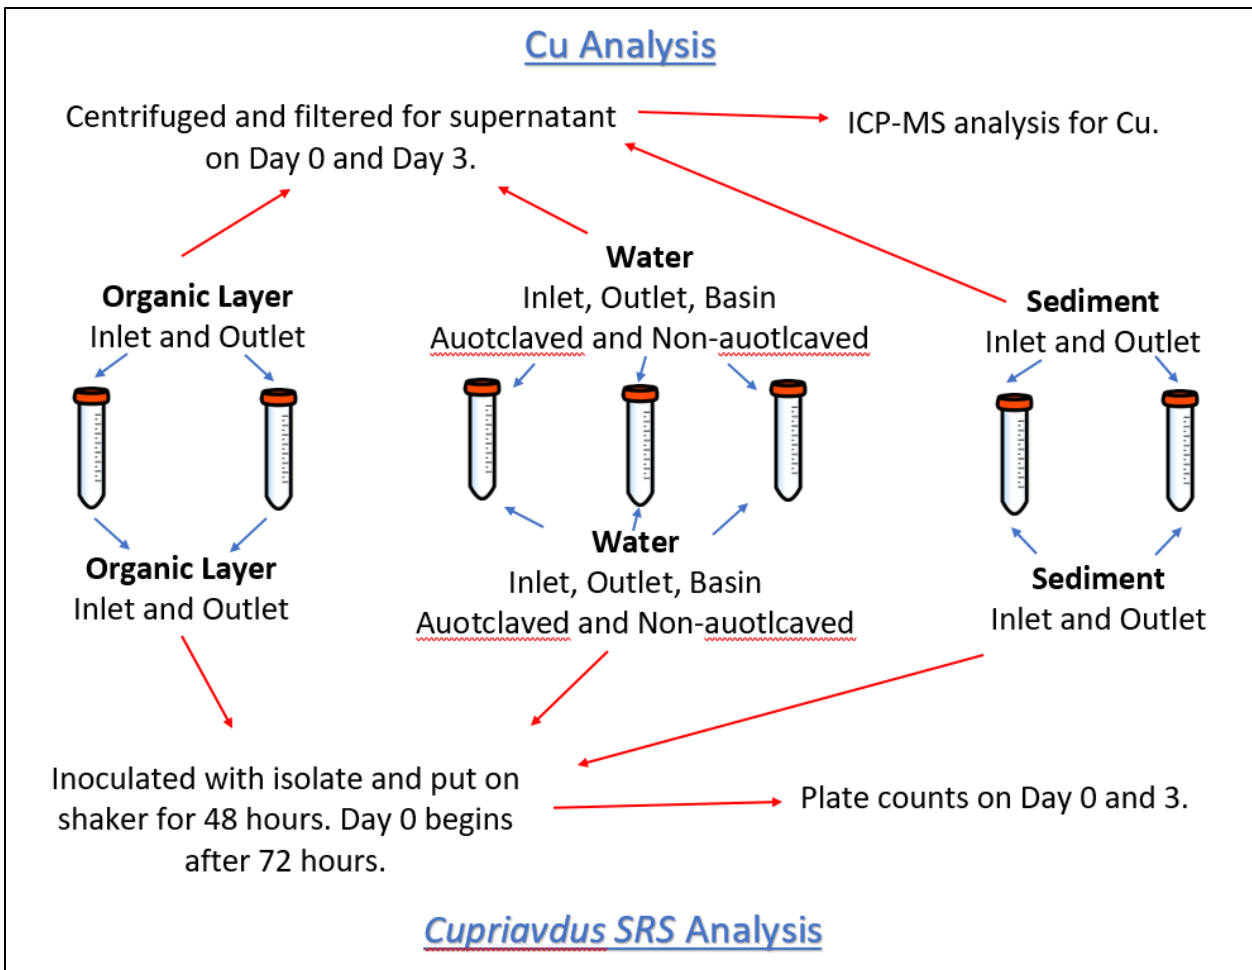 Cu Analysis
Centrifuged and filtered for supernatant
on Day 0 and Day 3.
ICP-MS analysis for Cu.
Organic Layer
Inlet and Outlet
Water
Inlet, Outlet, Basin
Auotclaved and Non-auotlcaved
Sediment
Inlet and Outlet
Organic Layer
Inlet and Outlet
Water
Inlet, Outlet, Basin
Auotclaved and Non-auotlcaved
Sediment
Inlet and Outlet
Inoculated with isolate and put on
shaker for 48 hours. Day 0 begins
after 72 hours.
Plate counts on Day 0 and 3.
Cupriavdus SRS Analysis